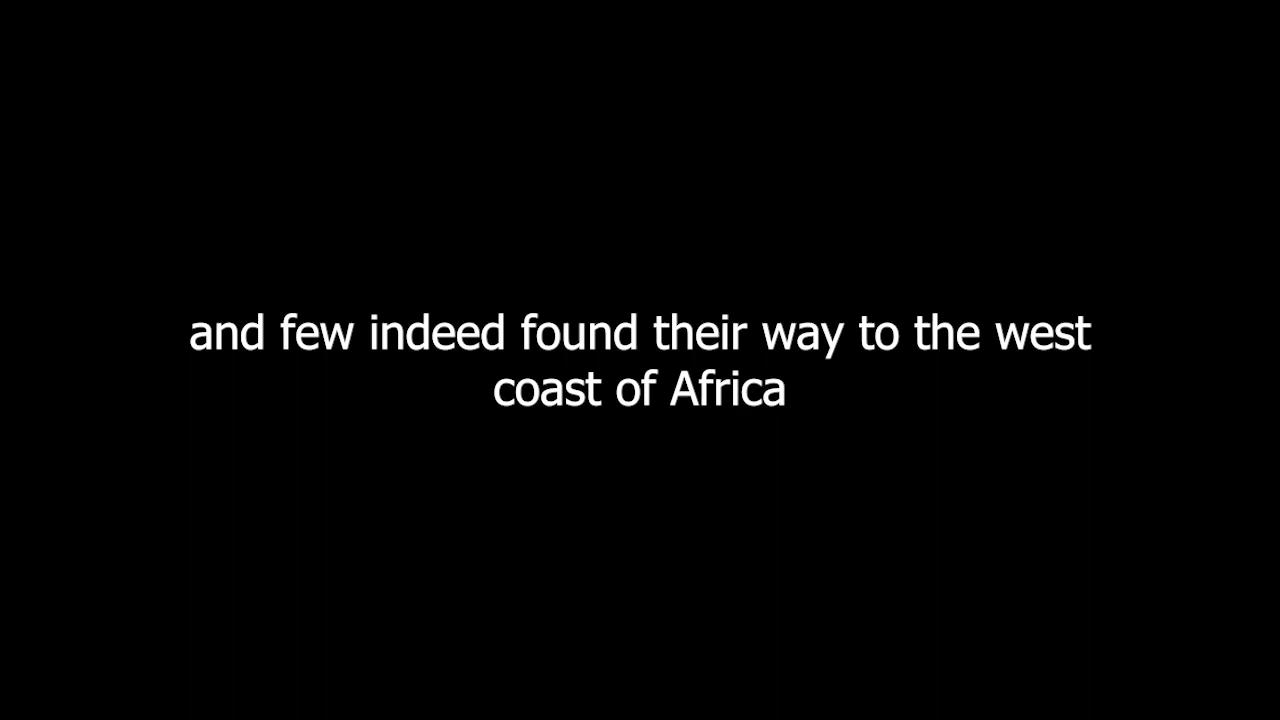 and few indeed found their way to the west
coast of Africa